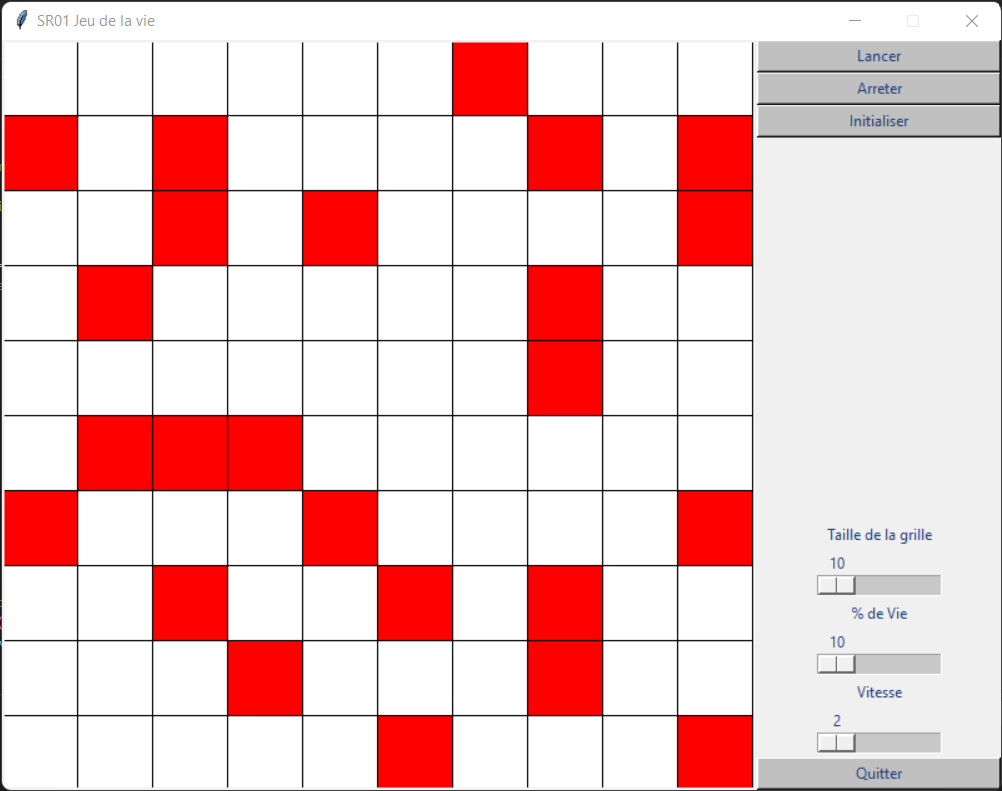 SR01 Jeu de la vie
Lancer
Arreter
Initialiser
Taille de la grille
10
% de Vie
10
Vitesse
2
Quitter